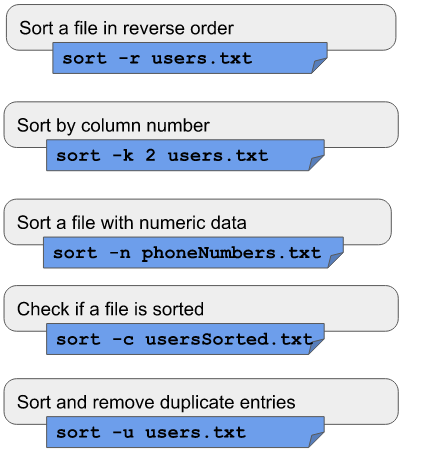 Sort a file in reverse order
sort -r users.txt
Sort by column number
sort -k 2 users.txt
Sort a file with numeric data
sort -n phoneNumbers.txt
Check if a file is sorted
sort -c usersSorted.txt
Sort and remove duplicate entries
sort -u users.txt